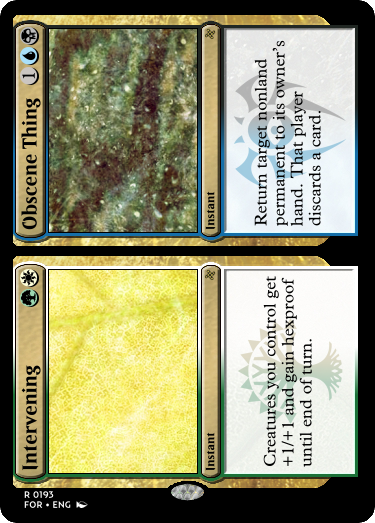 Intervening
Instant
Creatures you control get
+1/+1 and gain hexproof
until end of turn.
Obscene Thing
1
Instant
Return target nonland
permanent to its owner's
hand. That player
discards a card.
R 0193
FOR • ENG